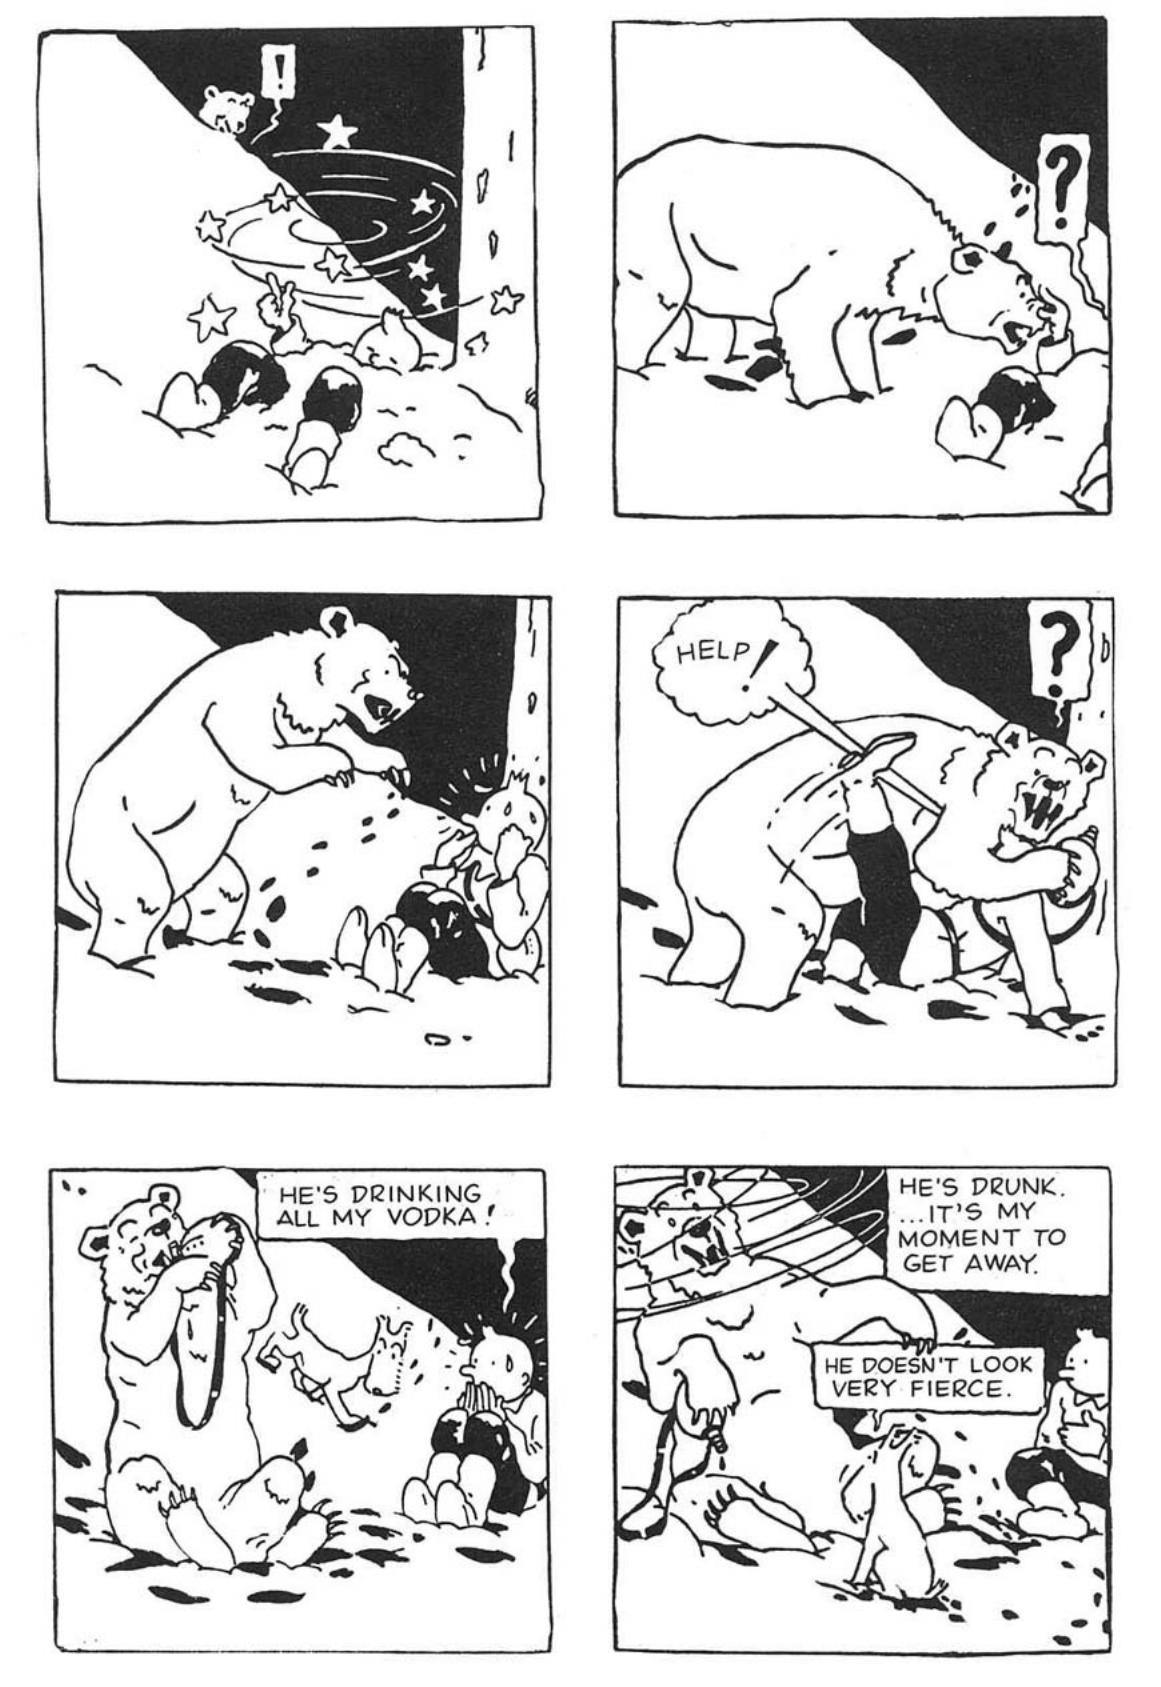 !
?
HELP!
?
HE'S DRINKING
ALL MY VODKA!
HE'S DRUNK.
...IT'S MY
MOMENT TO
GET AWAY.
HE DOESN'T LOOK
VERY FIERCE.